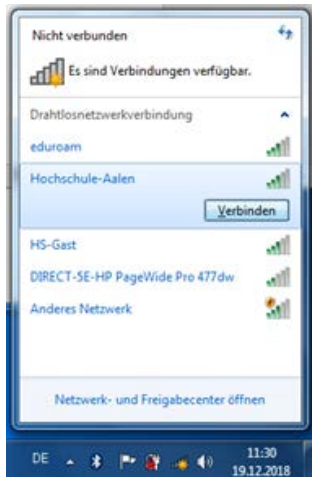 Nicht verbunden
Es sind Verbindungen verfügbar.
Drahtlosnetzwerkverbindung
eduroam
Hochschule-Aalen
Verbinden
HS-Gast
DIRECT-5E-HP PageWide Pro 477dw
Anderes Netzwerk
Netzwerk- und Freigabecenter öffnen
DE
11:30
19.12.2018